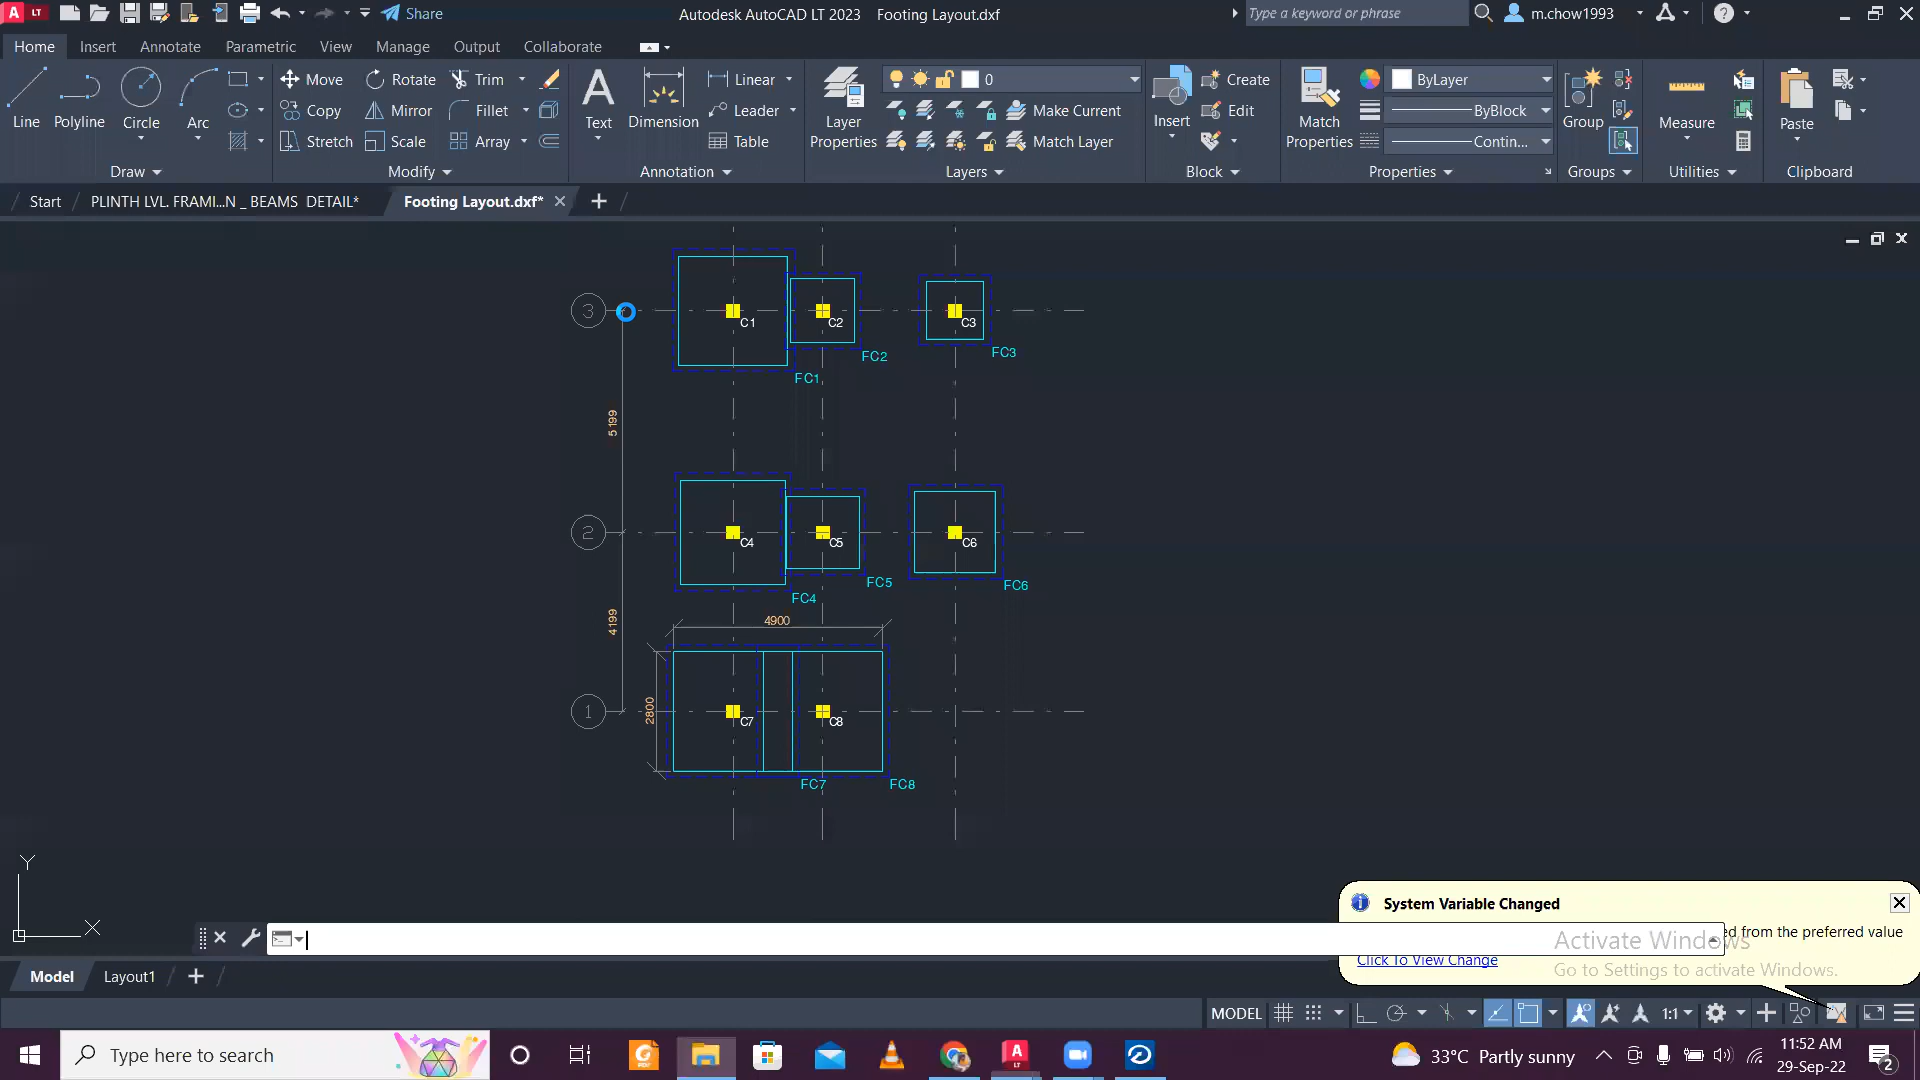 A LT Share Autodesk AutoCAD LT 2023 Footing Layout.dxf Type a keyword or phrase m.chow1993
Home Insert Annotate Parametric View Manage Output Collaborate
Line Polyline Circle Arc
Move Rotate Trim
Copy Mirror Fillet
Stretch Scale Array
Text Dimension
Linear
Leader
Table
Layer Properties
0
Make Current
Match Layer
Insert
Create
Edit
Match Properties
ByLayer
ByBlock
Contin...
Group
Measure
Paste
Draw Modify Annotation Layers Block Properties Groups Utilities Clipboard
Start PLINTH LVL. FRAMI...N _ BEAMS DETAIL* Footing Layout.dxf*
3 C1 C2 C3
FC2 FC3
FC1
5199
2 C4 C5 C6
FC5 FC6
FC4
4199
4900
2800
1 C7 C8
FC7 FC8
Y
X
System Variable Changed
ed from the preferred value
Click To View Change
Activate Windows
Go to Settings to activate Windows.
Model Layout1
MODEL 1:1
Type here to search
33°C Partly sunny
11:52 AM
29-Sep-22
2